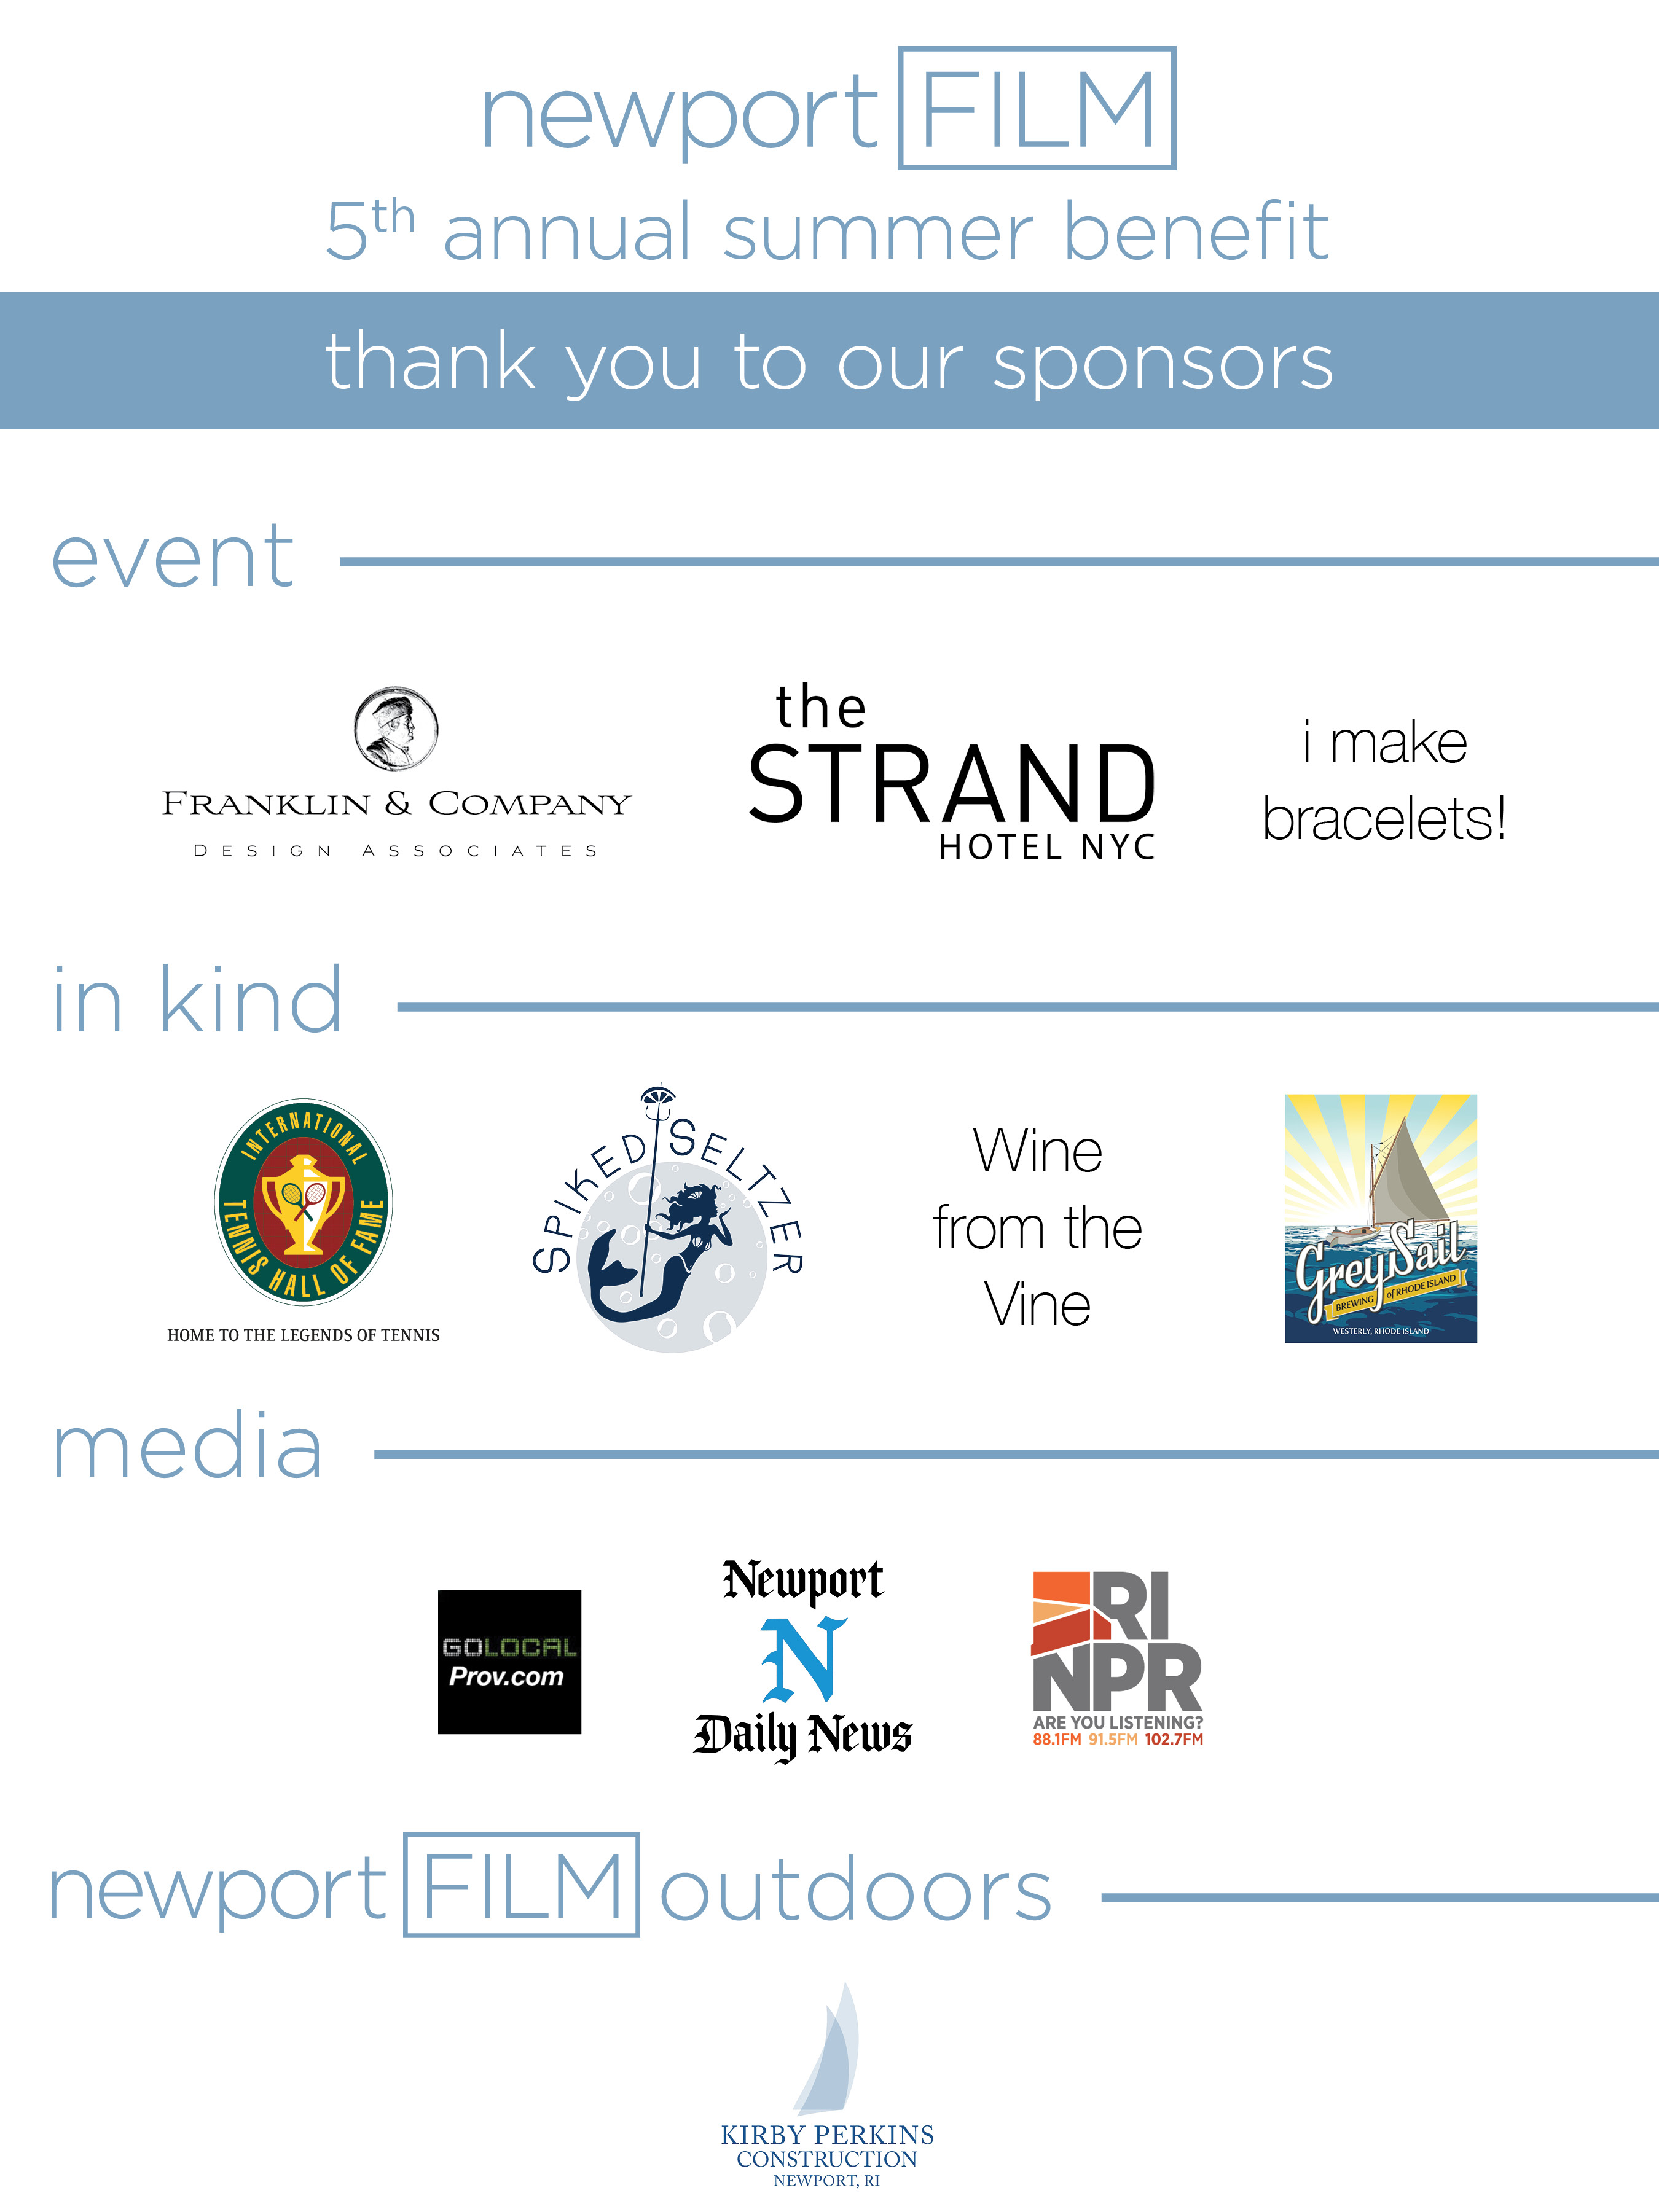 newport FILM
5th annual summer benefit
thank you to our sponsors
event
FRANKLIN & COMPANY
DESIGN ASSOCIATES
the
STRAND
HOTEL NYC
i make
bracelets!
in kind
INTERNATIONAL
TENNIS HALL OF FAME
HOME TO THE LEGENDS OF TENNIS
SPIKED SELTZER
Wine
from the
Vine
Grey Sail
BREWING of RHODE ISLAND
WESTERLY, RHODE ISLAND
media
GOLOCAL
Prov.com
Newport
N
Daily News
RI
NPR
ARE YOU LISTENING?
88.1FM 91.5FM 102.7FM
newport FILM outdoors
KIRBY PERKINS
CONSTRUCTION
NEWPORT, RI